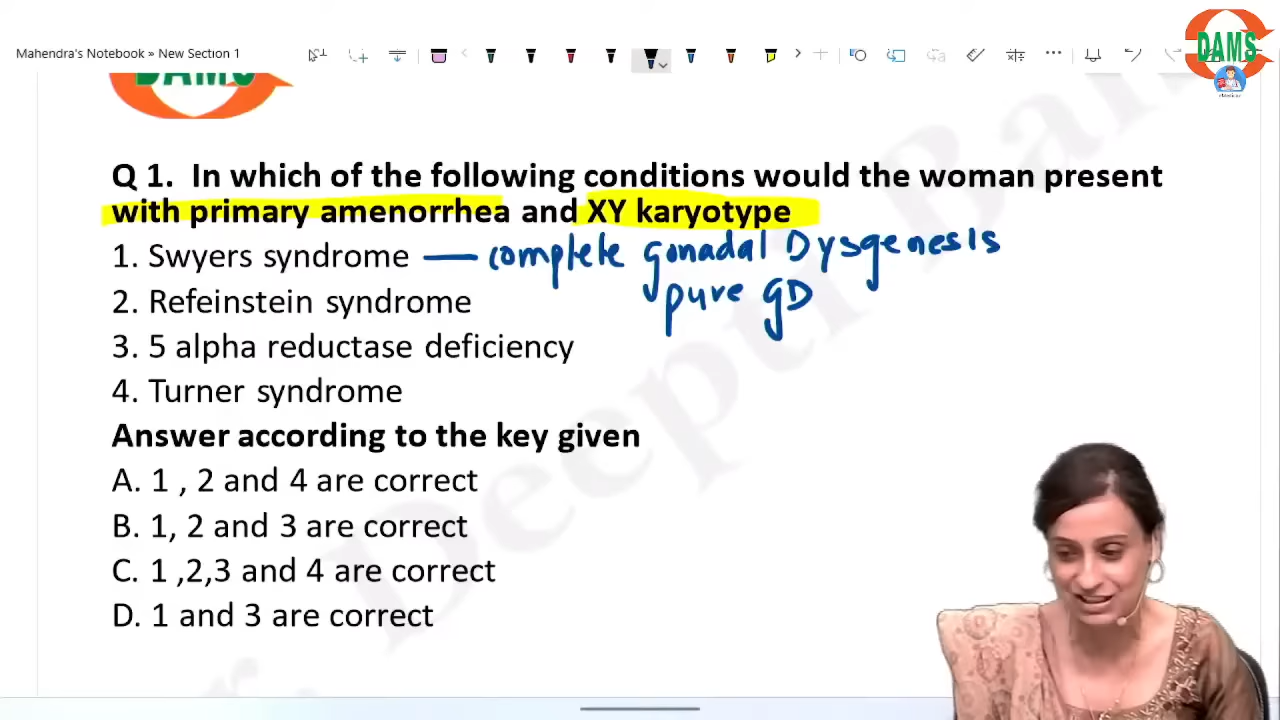 Mahendra's Notebook » New Section 1
DAMS
DAMS
Q 1. In which of the following conditions would the woman present
with primary amenorrhea and XY karyotype
1. Swyers syndrome — complete gonadal Dysgenesis
pure GD
2. Refeinstein syndrome
3. 5 alpha reductase deficiency
4. Turner syndrome
Answer according to the key given
A. 1 , 2 and 4 are correct
B. 1, 2 and 3 are correct
C. 1 ,2,3 and 4 are correct
D. 1 and 3 are correct